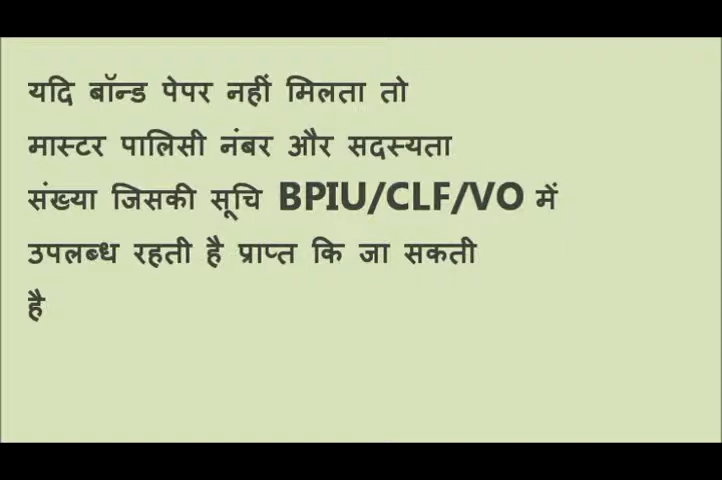 यदि बॉन्ड पेपर नहीं मिलता तो
मास्टर पालिसी नंबर और सदस्यता
संख्या जिसकी सूचि BPIU/CLF/VO में
उपलब्ध रहती है प्राप्त कि जा सकती
है